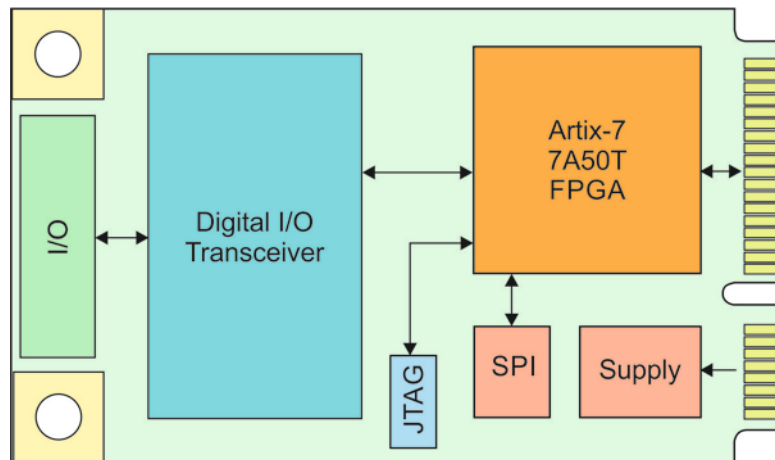 I/O
Digital I/O
Transceiver
Artix-7
7A50T
FPGA
JTAG
SPI
Supply